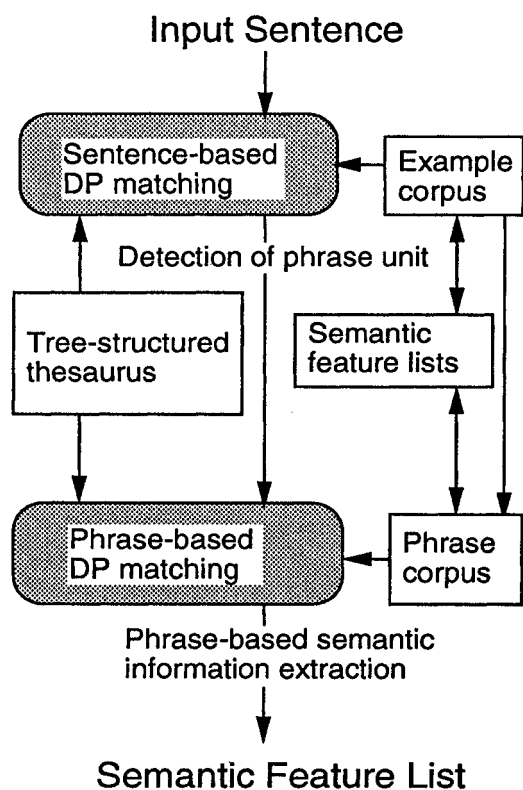 Input Sentence
Sentence-based
DP matching
Example
corpus
Detection of phrase unit
Tree-structured
thesaurus
Semantic
feature lists
Phrase-based
DP matching
Phrase
corpus
Phrase-based semantic
information extraction
Semantic Feature List